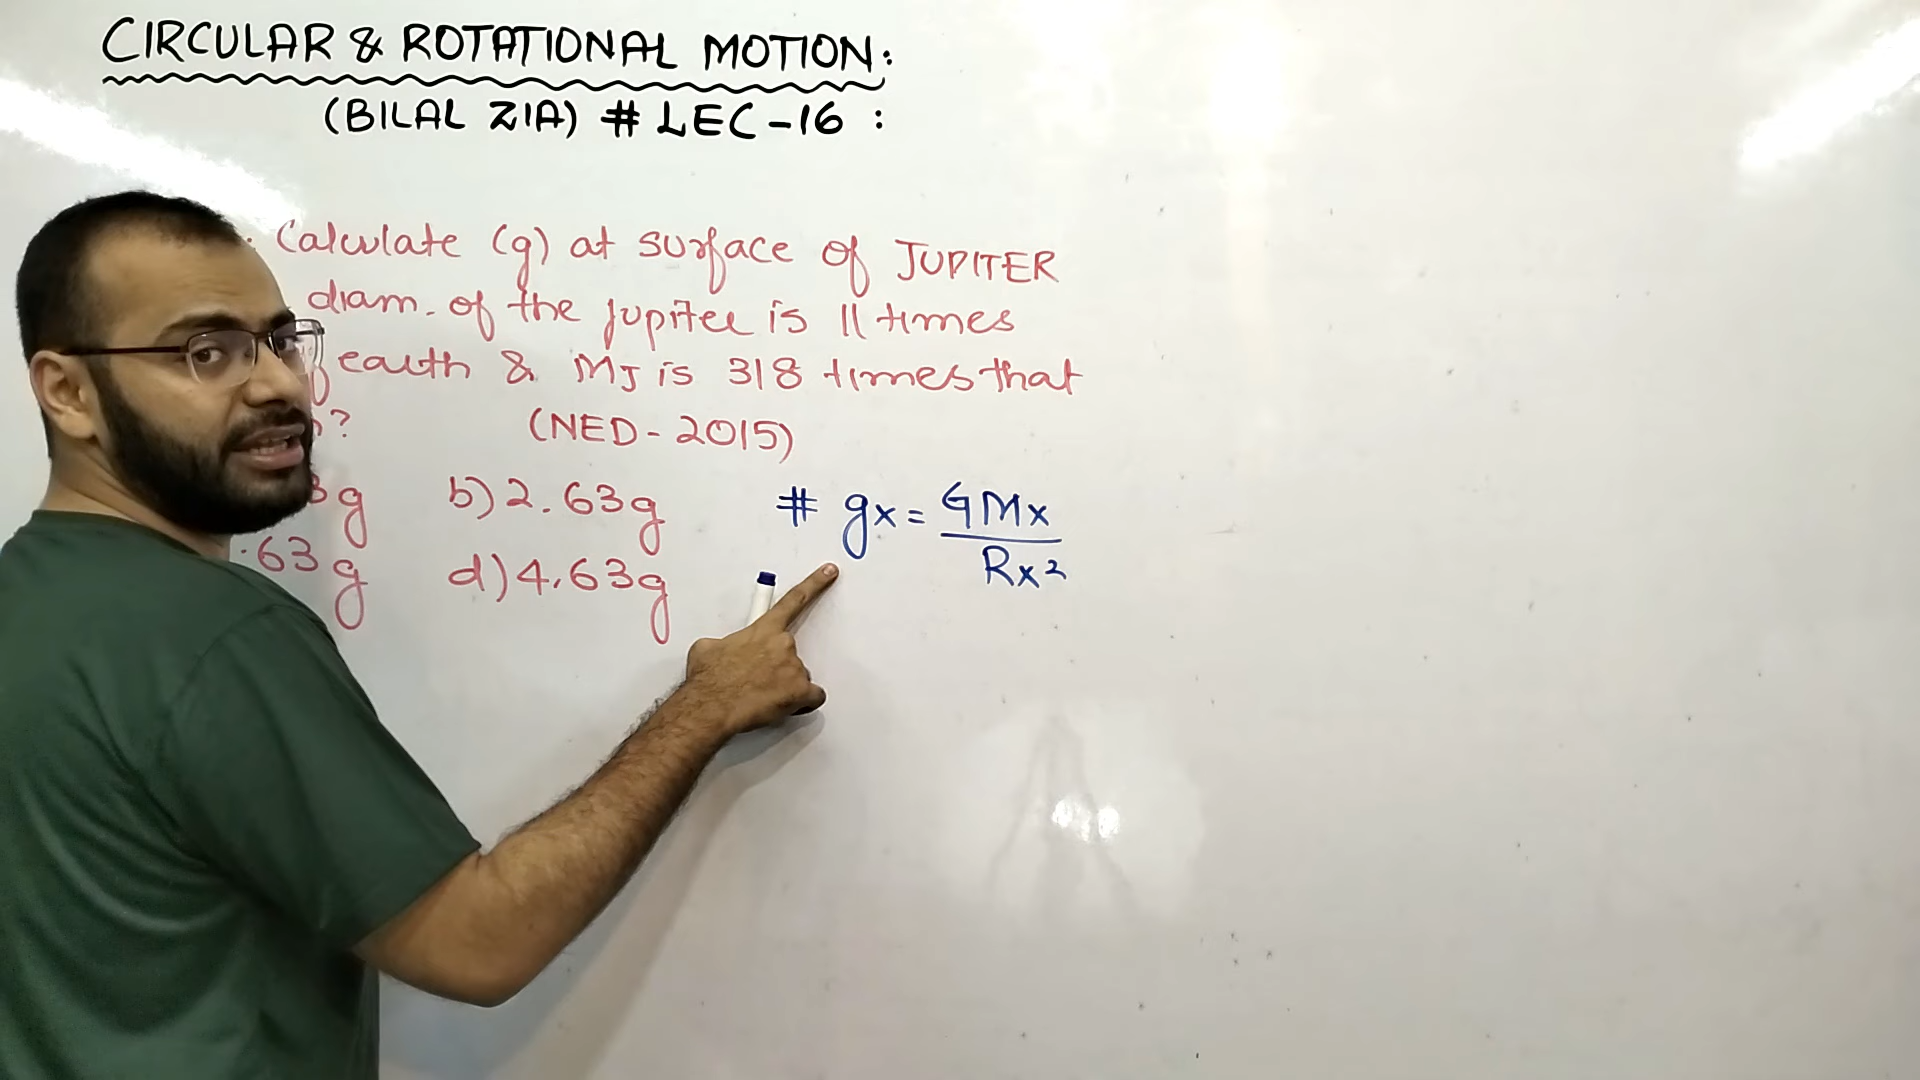 CIRCULAR & ROTATIONAL MOTION:
(BILAL ZIA) # LEC-16 :
Calculate (g) at surface of JUPITER
diam. of the jupiter is 11 times
earth & MJ is 318 times that
? (NED-2015)
g b) 2.63g
.63g d) 4.63g
# gx = GMx
Rx²